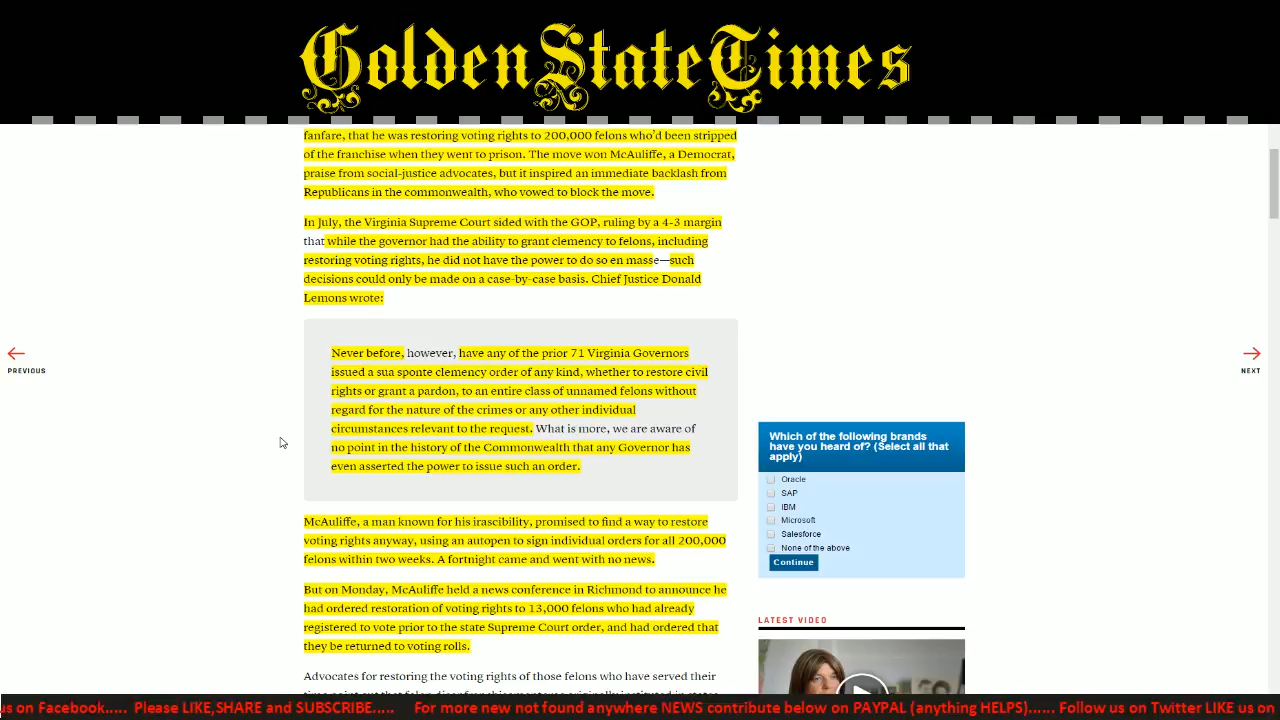 Golden State Times
fanfare, that he was restoring voting rights to 200,000 felons who'd been stripped
of the franchise when they went to prison. The move won McAuliffe, a Democrat,
praise from social-justice advocates, but it inspired an immediate backlash from
Republicans in the commonwealth, who vowed to block the move.
In July, the Virginia Supreme Court sided with the GOP, ruling by a 4-3 margin
that while the governor had the ability to grant clemency to felons, including
restoring voting rights, he did not have the power to do so en masse—such
decisions could only be made on a case-by-case basis. Chief Justice Donald
Lemons wrote:
Never before, however, have any of the prior 71 Virginia Governors
issued a sua sponte clemency order of any kind, whether to restore civil
rights or grant a pardon, to an entire class of unnamed felons without
regard for the nature of the crimes or any other individual
circumstances relevant to the request. What is more, we are aware of
no point in the history of the Commonwealth that any Governor has
even asserted the power to issue such an order.
McAuliffe, a man known for his irascibility, promised to find a way to restore
voting rights anyway, using an autopen to sign individual orders for all 200,000
felons within two weeks. A fortnight came and went with no news.
But on Monday, McAuliffe held a news conference in Richmond to announce he
had ordered restoration of voting rights to 13,000 felons who had already
registered to vote prior to the state Supreme Court order, and had ordered that
they be returned to voting rolls.
Advocates for restoring the voting rights of those felons who have served their
PREVIOUS
NEXT
Which of the following brands
have you heard of? (Select all that
apply)
Oracle
SAP
IBM
Microsoft
Salesforce
None of the above
Continue
LATEST VIDEO
us on Facebook..... Please LIKE,SHARE and SUBSCRIBE..... For more new not found anywhere NEWS contribute below on PAYPAL (anything HELPS)...... Follow us on Twitter LIKE us on